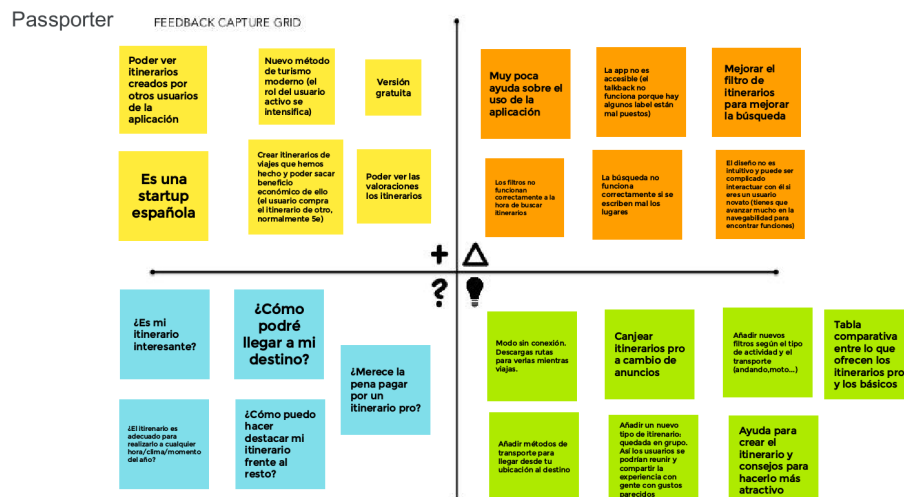 Passporter
FEEDBACK CAPTURE GRID
Poder ver
itinerarios
creados por
otros usuarios
de la
aplicación
Nuevo método
de turismo
moderno (el
rol del usuario
activo se
intensifica)
Versión
gratuita
Es una
startup
española
Crear itinerarios de
viajes que hemos
hecho y poder sacar
beneficio
económico de ello
(el usuario compra
el itinerario de otro,
normalmente 5e)
Poder ver las
valoraciones
los itinerarios
Muy poca
ayuda sobre el
uso de la
aplicación
La app no es
accesible (el
talkback no
funciona porque hay
algunos label están
mal puestos)
Mejorar el
filtro de
itinerarios
para mejorar
la búsqueda
Los filtros no
funcionan
correctamente a la
hora de buscar
itinerarios
La búsqueda no
funciona
correctamente si se
escriben mal los
lugares
El diseño no es
intuitivo y puede ser
complicado
interactuar con él si
eres un usuario
novato (tienes que
avanzar mucho en la
navegabilidad para
encontrar funciones)
+
?
¿Es mi
itinerario
interesante?
¿Cómo
podré
llegar a mi
destino?
¿Merece la
pena pagar
por un
itinerario pro?
¿El itirenario es
adecuado para
realizarlo a cualquier
hora/clima/momento
del año?
¿Cómo puedo
hacer
destacar mi
itinerario
frente al
resto?
Modo sin conexión.
Descargas rutas
para verlas mientras
viajas.
Canjear
itinerarios pro
a cambio de
anuncios
Añadir nuevos
filtros según el tipo
de actividad y el
transporte
(andando,moto...)
Tabla
comparativa
entre lo que
ofrecen los
itinerarios pro
y los básicos
Añadir métodos de
transporte para
llegar desde tu
ubicación al destino
Añadir un nuevo
tipo de itirenario:
quedada en grupo.
Así los usuarios se
podrían reunir y
compartir la
experiencia con
gente con gustos
parecidos
Ayuda para
crear el
itinerario y
consejos para
hacerlo más
atractivo